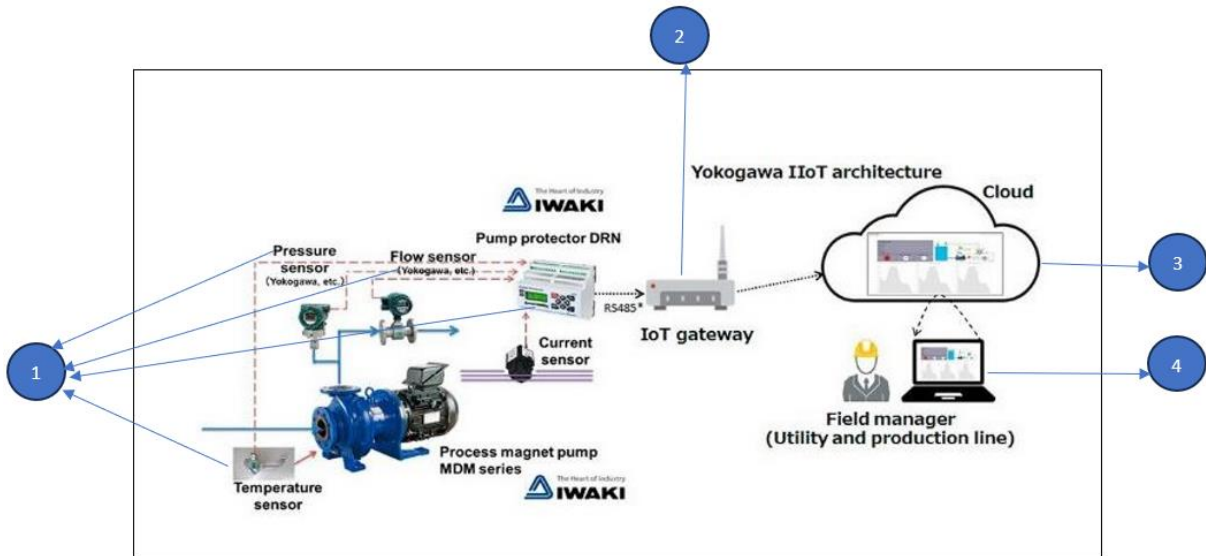 2
Yokogawa IIoT architecture
Cloud
The Heart of Industry
IWAKI
Pump protector DRN
Pressure
sensor
(Yokogawa, etc.)
Flow sensor
(Yokogawa, etc.)
3
RS485*
IoT gateway
Current
sensor
1
4
Field manager
(Utility and production line)
Process magnet pump
MDM series
Temperature
sensor
The Heart of Industry
IWAKI